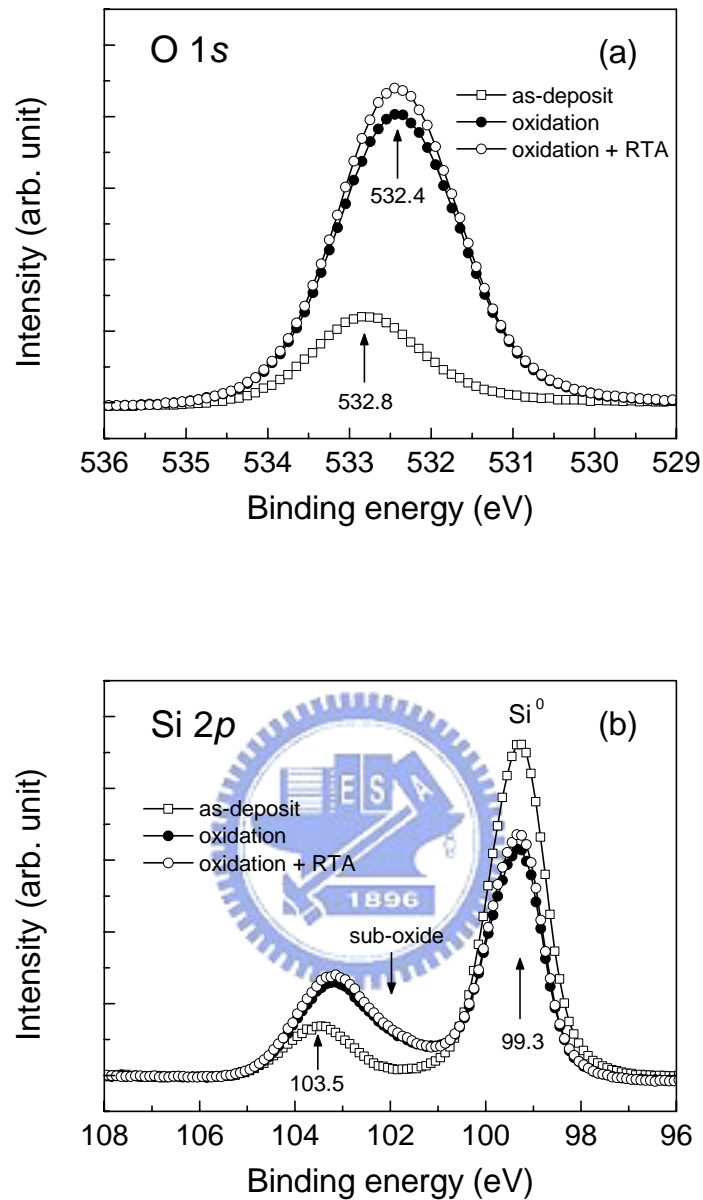 O 1s
(a)
as-deposit
oxidation
oxidation + RTA
532.4
532.8
Intensity (arb. unit)
536 535 534 533 532 531 530 529
Binding energy (eV)
Si 2p
Si⁰
(b)
as-deposit
oxidation
oxidation + RTA
E S A
1896
sub-oxide
99.3
103.5
Intensity (arb. unit)
108 106 104 102 100 98 96
Binding energy (eV)